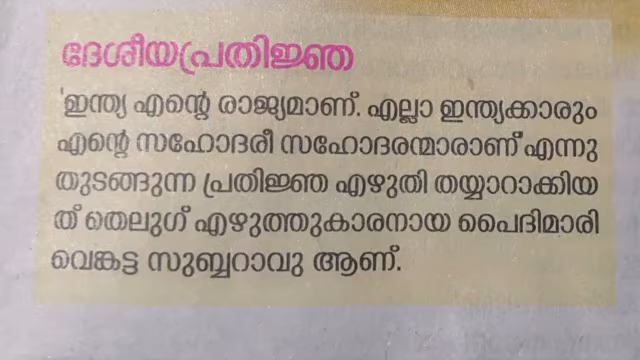 ദേശീയപ്രതിജ്ഞ
'ഇന്ത്യ എന്റെ രാജ്യമാണ്. എല്ലാ ഇന്ത്യക്കാരും
എന്റെ സഹോദരീ സഹോദരന്മാരാണ്' എന്നു
തുടങ്ങുന്ന പ്രതിജ്ഞ എഴുതി തയ്യാറാക്കിയ
ത് തെലുഗ് എഴുത്തുകാരനായ പൈദിമാരി
വെങ്കട്ട സുബ്ബറാവു ആണ്.